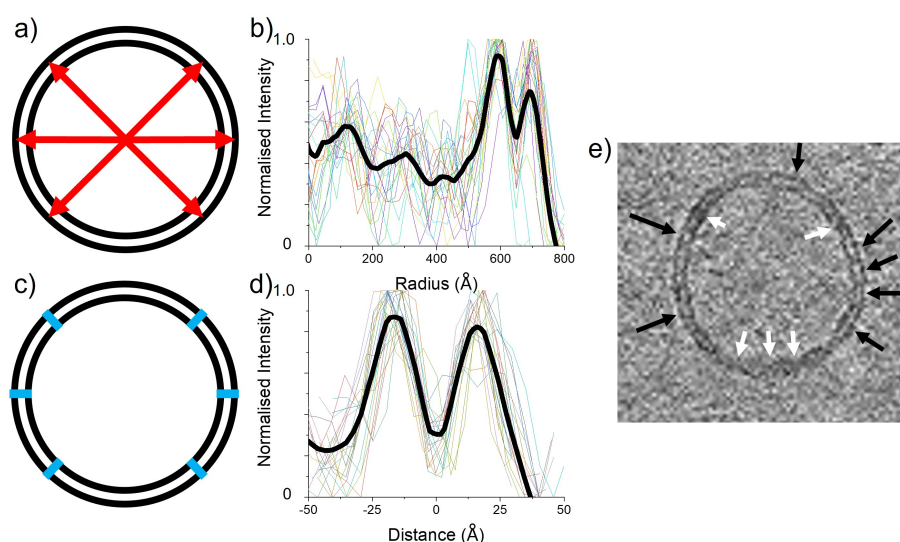 a)
b)
1.0
Normalised Intensity
0
0
200
400
600
800
Radius (Å)
c)
d)
1.0
Normalised Intensity
0
-50
-25
0
25
50
Distance (Å)
e)